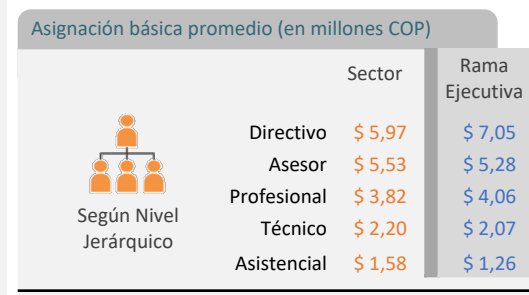 Asignación básica promedio (en millones COP)
Sector
Rama
Ejecutiva
Directivo $ 5,97 $ 7,05
Asesor $ 5,53 $ 5,28
Profesional $ 3,82 $ 4,06
Técnico $ 2,20 $ 2,07
Asistencial $ 1,58 $ 1,26
Según Nivel
Jerárquico